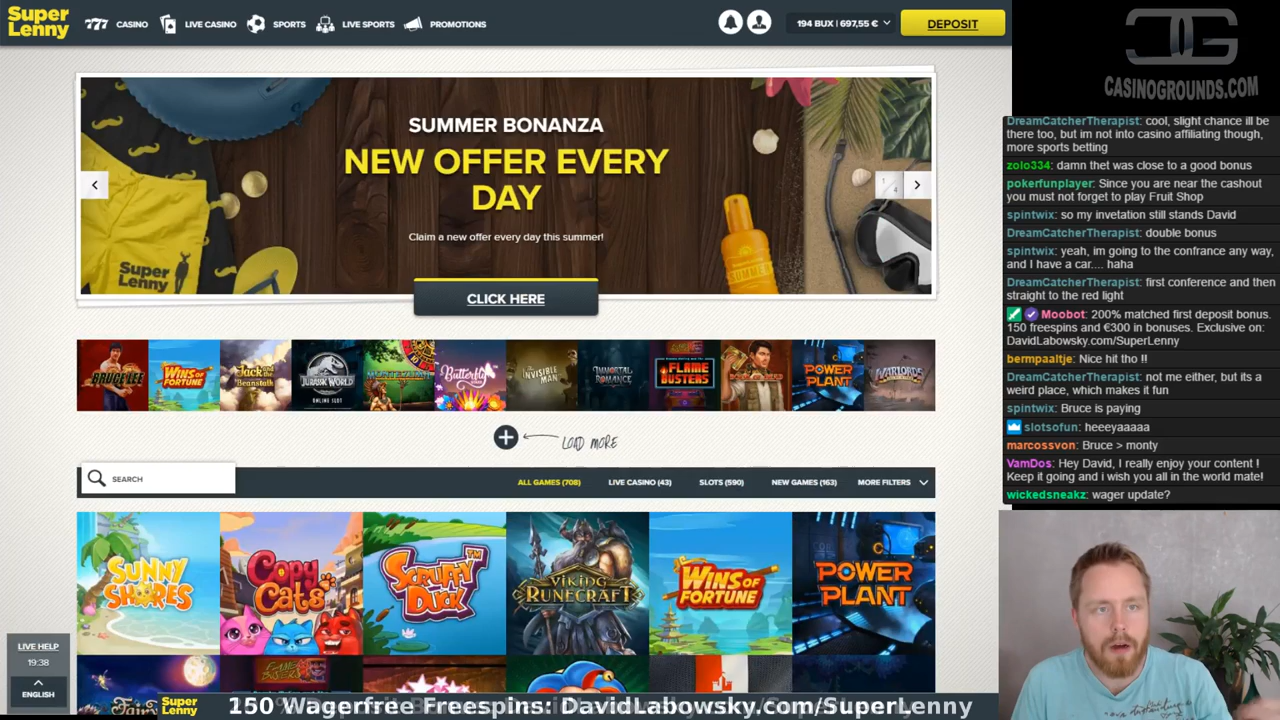 Super
Lenny
777 CASINO
LIVE CASINO
SPORTS
LIVE SPORTS
PROMOTIONS
194 BUX | 697,55 €
DEPOSIT
SUMMER BONANZA
NEW OFFER EVERY
DAY
Claim a new offer every day this summer!
CLICK HERE
Super
Lenny
SUMMER
BRUCE LEE
WINS OF
FORTUNE
Jack and the
Beanstalk
JURASSIC WORLD
ONLINE SLOT
Butterfly
THE INVISIBLE
MAN
IMMORTAL
ROMANCE
FLAME
BUSTERS
POWER
PLANT
WARLORDS
LOAD MORE
SEARCH
ALL GAMES (708)
LIVE CASINO (43)
SLOTS (590)
NEW GAMES (163)
MORE FILTERS
SUNNY
SHORES
Copy
Cats
SCRUFFY
DUCK™
VIKING
RUNECRAFT
WINS OF
FORTUNE
POWER
PLANT
LIVE HELP
19:38
ENGLISH
Super
Lenny
150 Wagerfree Freespins: DavidLabowsky.com/SuperLenny
CASINOGROUNDS.COM
DreamCatcherTherapist: cool, slight chance ill be
there too, but im not into casino affiliating though,
more sports betting
zolo334: damn thet was close to a good bonus
pokerfunplayer: Since you are near the cashout
you must not forget to play Fruit Shop
spintwix: so my invetation still stands David
DreamCatcherTherapist: double bonus
spintwix: yeah, im going to the confrance any way,
and I have a car.... haha
DreamCatcherTherapist: first conference and then
straight to the red light
Moobot: 200% matched first deposit bonus.
150 freespins and €300 in bonuses. Exclusive on:
DavidLabowsky.com/SuperLenny
bermpaaltje: Nice hit tho !!
DreamCatcherTherapist: not me either, but its a
weird place, which makes it fun
spintwix: Bruce is paying
slotsofun: heeeyaaaaa
marcossvon: Bruce > monty
VamDos: Hey David, I really enjoy your content !
Keep it going and i wish you all in the world mate!
wickedsneakz: wager update?